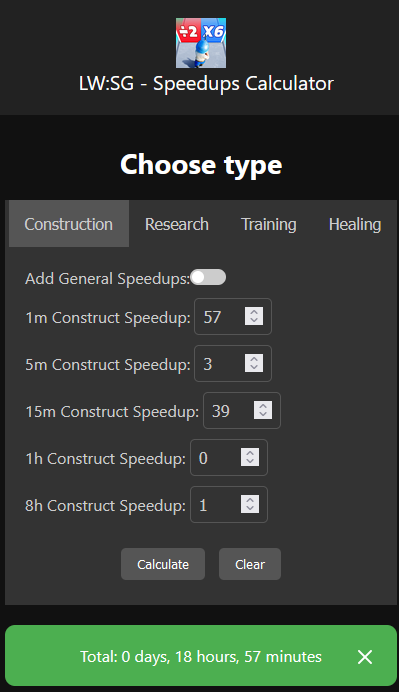 ÷2 X6
LW:SG - Speedups Calculator
Choose type
Construction Research Training Healing
Add General Speedups:
1m Construct Speedup: 57
5m Construct Speedup: 3
15m Construct Speedup: 39
1h Construct Speedup: 0
8h Construct Speedup: 1
Calculate Clear
Total: 0 days, 18 hours, 57 minutes